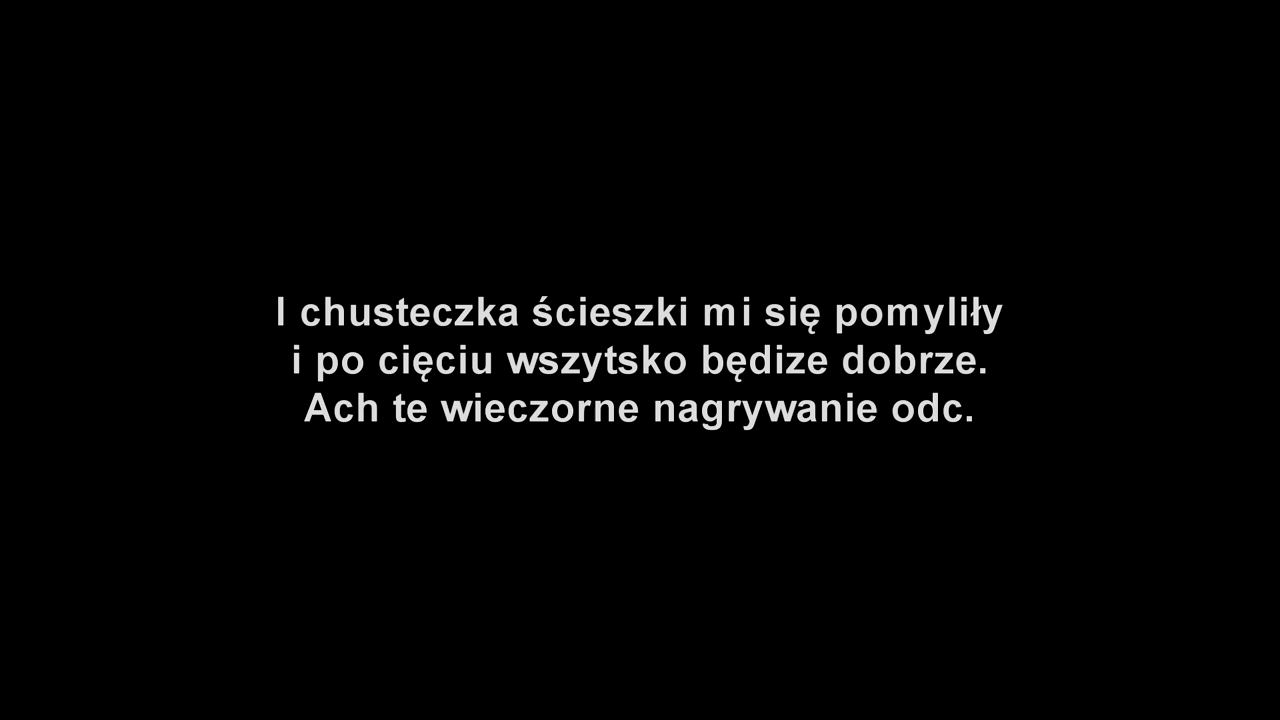 I chusteczka ścieszki mi się pomyliły
i po cięciu wszytsko będize dobrze.
Ach te wieczorne nagrywanie odc.